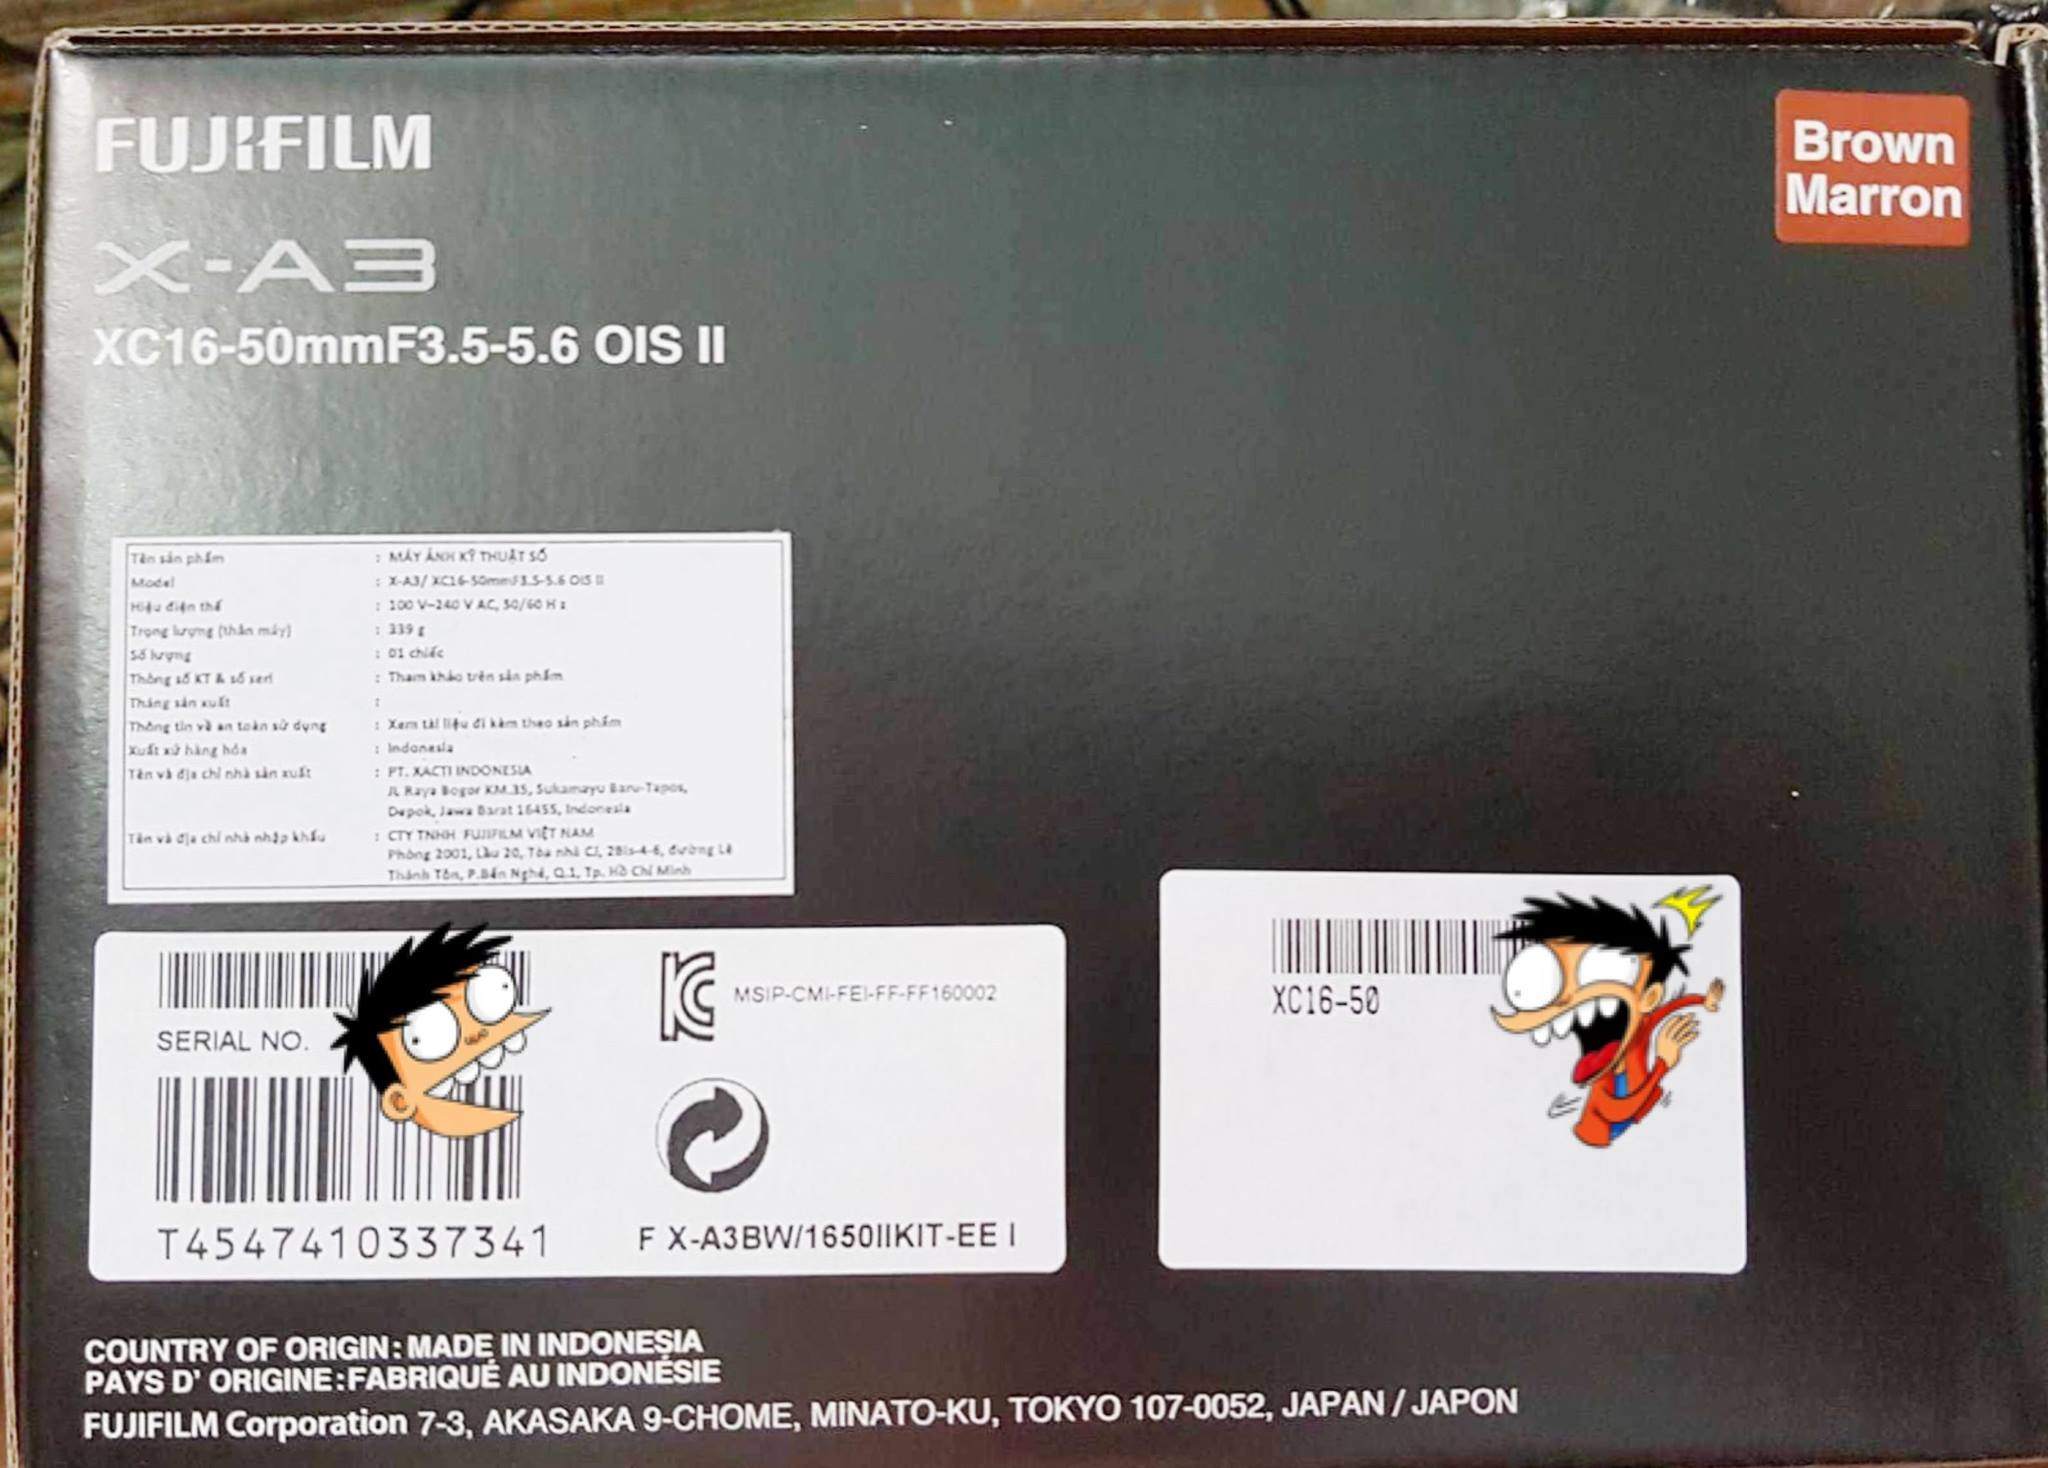 FUJIFILM
Brown
Marron
X-A3
XC16-50mmF3.5-5.6 OIS II
Tên sản phẩm : MÁY ẢNH KỸ THUẬT SỐ
Model : X-A3/ XC16-50mmF3.5-5.6 OIS II
Hiệu điện thế : 100 V–240 V AC, 50/60 Hz
Trọng lượng (thân máy) : 339 g
Số lượng : 01 chiếc
Thông số KT & số seri : Tham khảo trên sản phẩm
Tháng sản xuất :
Thông tin về an toàn sử dụng : Xem tài liệu đi kèm theo sản phẩm
Xuất xứ hàng hóa : Indonesia
Tên và địa chỉ nhà sản xuất : PT. XACTI INDONESIA
JL Raya Bogor KM.35, Sukamayu Baru-Tapos,
Depok, Jawa Barat 16455, Indonesia
Tên và địa chỉ nhà nhập khẩu : CTY TNHH FUJIFILM VIỆT NAM
Phòng 2001, Lầu 20, Tòa nhà CJ, 2Bis-4-6, đường Lê
Thánh Tôn, P.Bến Nghé, Q.1, Tp. Hồ Chí Minh
SERIAL NO.
MSIP-CMI-FEI-FF-FF160002
XC16-50
T4547410337341
F X-A3BW/1650IIKIT-EE I
COUNTRY OF ORIGIN: MADE IN INDONESIA
PAYS D' ORIGINE:FABRIQUÉ AU INDONÉSIE
FUJIFILM Corporation 7-3, AKASAKA 9-CHOME, MINATO-KU, TOKYO 107-0052, JAPAN / JAPON